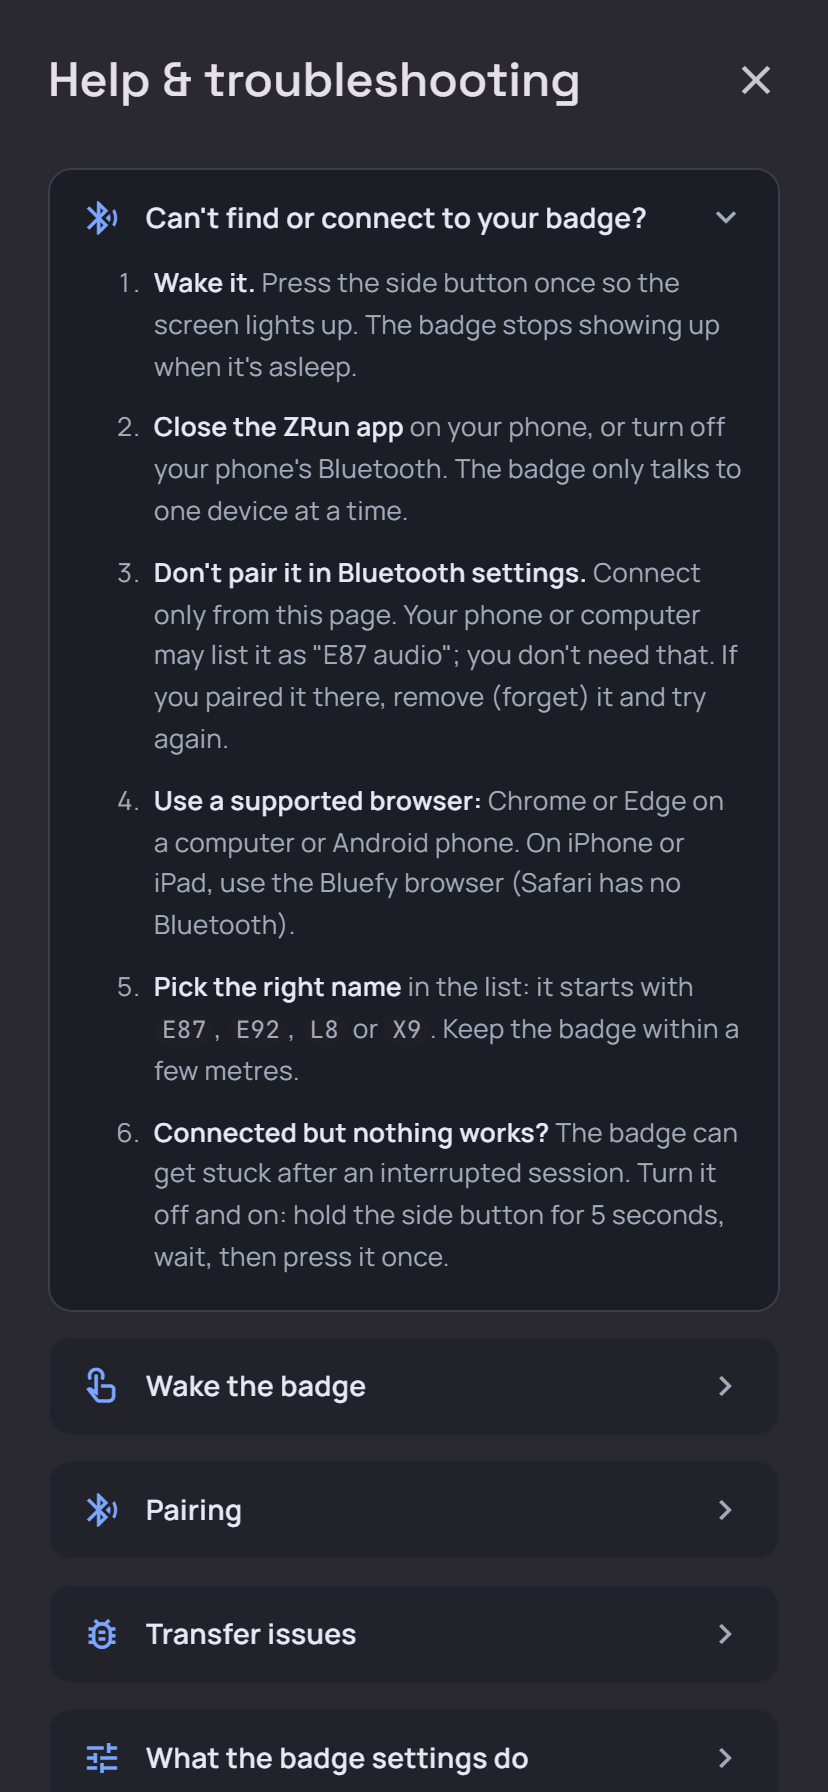 Help & troubleshooting
Can't find or connect to your badge?
1. Wake it. Press the side button once so the
screen lights up. The badge stops showing up
when it's asleep.
2. Close the ZRun app on your phone, or turn off
your phone's Bluetooth. The badge only talks to
one device at a time.
3. Don't pair it in Bluetooth settings. Connect
only from this page. Your phone or computer
may list it as "E87 audio"; you don't need that. If
you paired it there, remove (forget) it and try
again.
4. Use a supported browser: Chrome or Edge on
a computer or Android phone. On iPhone or
iPad, use the Bluefy browser (Safari has no
Bluetooth).
5. Pick the right name in the list: it starts with
E87, E92, L8 or X9. Keep the badge within a
few metres.
6. Connected but nothing works? The badge can
get stuck after an interrupted session. Turn it
off and on: hold the side button for 5 seconds,
wait, then press it once.
Wake the badge
Pairing
Transfer issues
What the badge settings do